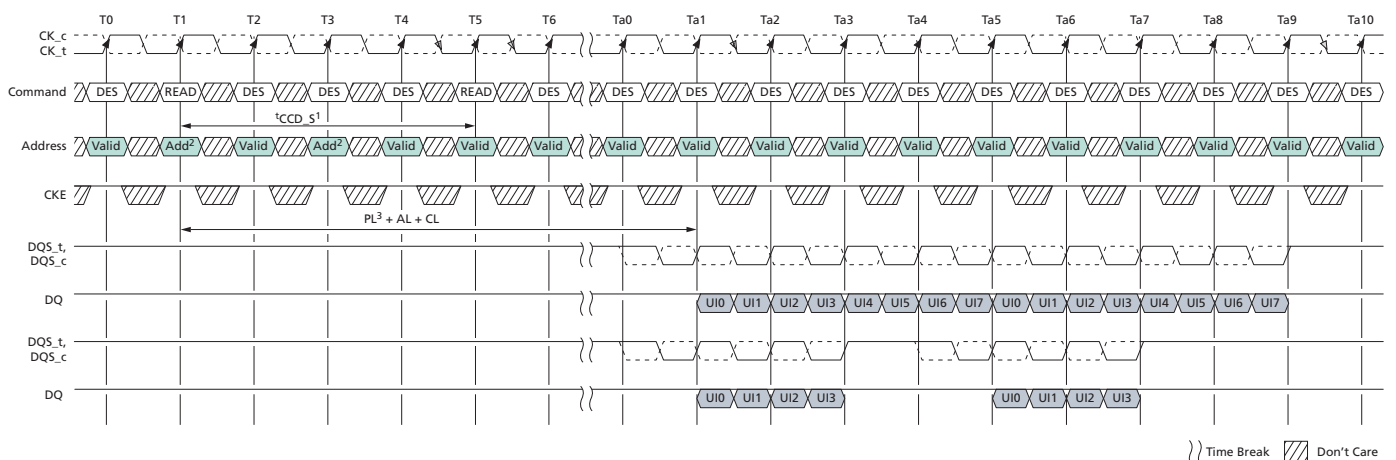 T0 T1 T2 T3 T4 T5 T6 Ta0 Ta1 Ta2 Ta3 Ta4 Ta5 Ta6 Ta7 Ta8 Ta9 Ta10
CK_c
CK_t
Command DES READ DES DES DES READ DES DES DES DES DES DES DES DES DES DES DES DES
tCCD_S1
Address Valid Add2 Valid Add2 Valid Valid Valid Valid Valid Valid Valid Valid Valid Valid Valid Valid Valid Valid
CKE
PL3 + AL + CL
DQS_t,
DQS_c
DQ UI0 UI1 UI2 UI3 UI4 UI5 UI6 UI7 UI0 UI1 UI2 UI3 UI4 UI5 UI6 UI7
DQS_t,
DQS_c
DQ UI0 UI1 UI2 UI3 UI0 UI1 UI2 UI3
Time Break Don't Care